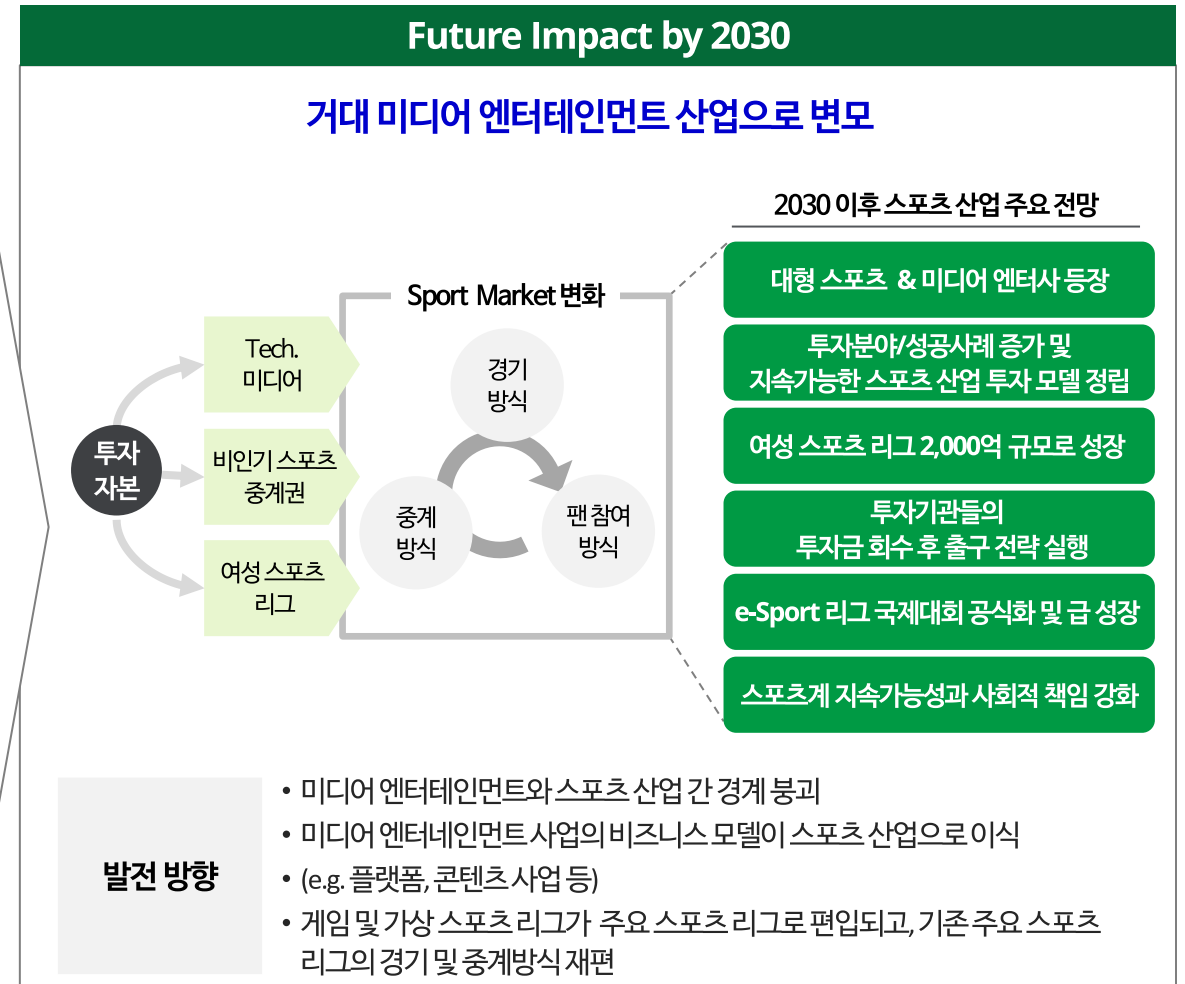 Future Impact by 2030
거대 미디어 엔터테인먼트 산업으로 변모
2030 이후 스포츠 산업 주요 전망
Sport Market 변화
Tech.
미디어
비인기 스포츠
중계권
여성 스포츠
리그
투자
자본
경기
방식
중계
방식
팬 참여
방식
대형 스포츠 & 미디어 엔터사 등장
투자분야/성공사례 증가 및
지속가능한 스포츠 산업 투자 모델 정립
여성 스포츠 리그 2,000억 규모로 성장
투자기관들의
투자금 회수 후 출구 전략 실행
e-Sport 리그 국제대회 공식화 및 급 성장
스포츠계 지속가능성과 사회적 책임 강화
발전 방향
• 미디어 엔터테인먼트와 스포츠 산업 간 경계 붕괴
• 미디어 엔터네인먼트 사업의 비즈니스 모델이 스포츠 산업으로 이식
• (e.g. 플랫폼, 콘텐츠 사업 등)
• 게임 및 가상 스포츠 리그가 주요 스포츠 리그로 편입되고, 기존 주요 스포츠
리그의 경기 및 중계방식 재편